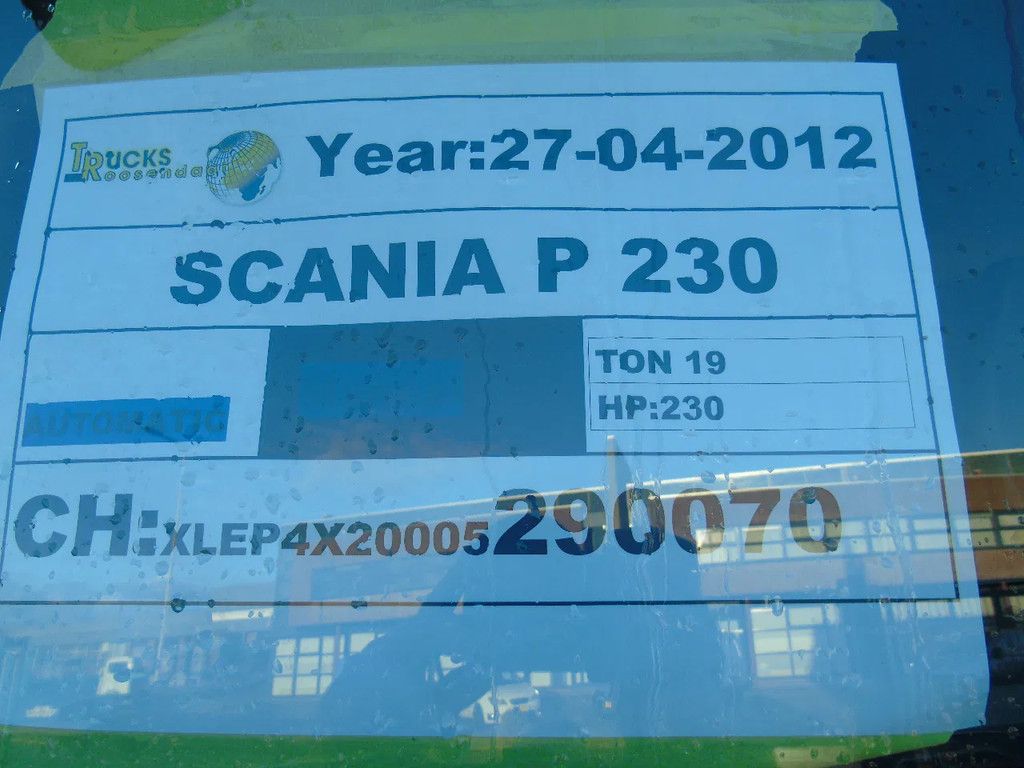 TRUCKS
Roosendaal
Year:27-04-2012
SCANIA P 230
TON 19
AUTOMATIC
HP:230
CH:XLEP4X20005290070